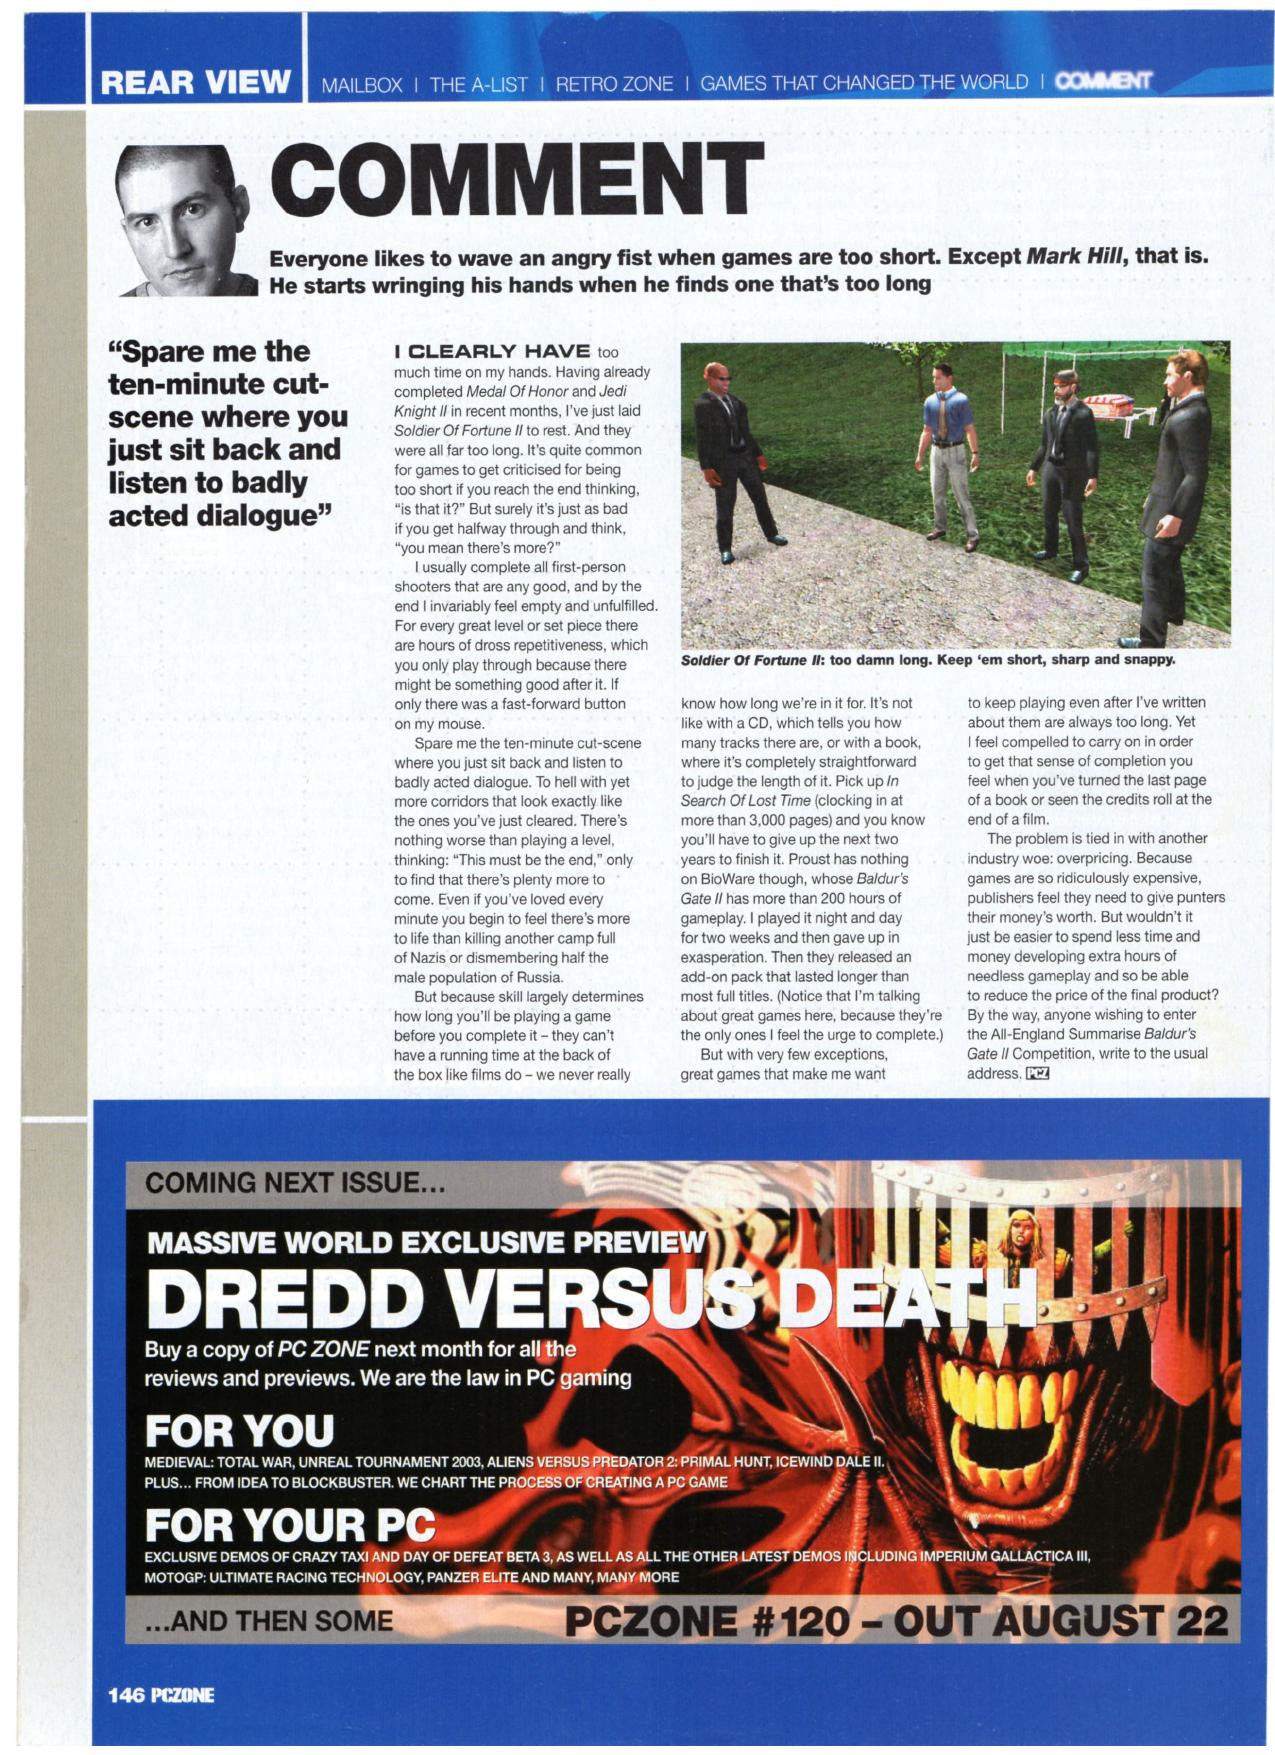 REAR VIEW
MAILBOX | THE A-LIST | RETRO ZONE | GAMES THAT CHANGED THE WORLD | COMMENT
COMMENT
Everyone likes to wave an angry fist when games are too short. Except Mark Hill, that is.
He starts wringing his hands when he finds one that's too long
“Spare me the
ten-minute cut-
scene where you
just sit back and
listen to badly
acted dialogue”
I CLEARLY HAVE too
much time on my hands. Having already
completed Medal Of Honor and Jedi
Knight II in recent months, I've just laid
Soldier Of Fortune II to rest. And they
were all far too long. It's quite common
for games to get criticised for being
too short if you reach the end thinking,
“is that it?” But surely it's just as bad
if you get halfway through and think,
“you mean there's more?”
I usually complete all first-person
shooters that are any good, and by the
end I invariably feel empty and unfulfilled.
For every great level or set piece there
are hours of dross repetitiveness, which
you only play through because there
might be something good after it. If
only there was a fast-forward button
on my mouse.
Spare me the ten-minute cut-scene
where you just sit back and listen to
badly acted dialogue. To hell with yet
more corridors that look exactly like
the ones you've just cleared. There's
nothing worse than playing a level,
thinking: “This must be the end,” only
to find that there's plenty more to
come. Even if you've loved every
minute you begin to feel there's more
to life than killing another camp full
of Nazis or dismembering half the
male population of Russia.
But because skill largely determines
how long you'll be playing a game
before you complete it – they can't
have a running time at the back of
the box like films do – we never really
Soldier Of Fortune II: too damn long. Keep 'em short, sharp and snappy.
know how long we're in it for. It's not
like with a CD, which tells you how
many tracks there are, or with a book,
where it's completely straightforward
to judge the length of it. Pick up In
Search Of Lost Time (clocking in at
more than 3,000 pages) and you know
you'll have to give up the next two
years to finish it. Proust has nothing
on BioWare though, whose Baldur's
Gate II has more than 200 hours of
gameplay. I played it night and day
for two weeks and then gave up in
exasperation. Then they released an
add-on pack that lasted longer than
most full titles. (Notice that I'm talking
about great games here, because they're
the only ones I feel the urge to complete.)
But with very few exceptions,
great games that make me want
to keep playing even after I've written
about them are always too long. Yet
I feel compelled to carry on in order
to get that sense of completion you
feel when you've turned the last page
of a book or seen the credits roll at the
end of a film.
The problem is tied in with another
industry woe: overpricing. Because
games are so ridiculously expensive,
publishers feel they need to give punters
their money's worth. But wouldn't it
just be easier to spend less time and
money developing extra hours of
needless gameplay and so be able
to reduce the price of the final product?
By the way, anyone wishing to enter
the All-England Summarise Baldur's
Gate II Competition, write to the usual
address. PCZ
COMING NEXT ISSUE...
MASSIVE WORLD EXCLUSIVE PREVIEW
DREDD VERSUS DEATH
Buy a copy of PC ZONE next month for all the
reviews and previews. We are the law in PC gaming
FOR YOU
MEDIEVAL: TOTAL WAR, UNREAL TOURNAMENT 2003, ALIENS VERSUS PREDATOR 2: PRIMAL HUNT, ICEWIND DALE II.
PLUS... FROM IDEA TO BLOCKBUSTER. WE CHART THE PROCESS OF CREATING A PC GAME
FOR YOUR PC
EXCLUSIVE DEMOS OF CRAZY TAXI AND DAY OF DEFEAT BETA 3, AS WELL AS ALL THE OTHER LATEST DEMOS INCLUDING IMPERIUM GALLACTICA III,
MOTOGP: ULTIMATE RACING TECHNOLOGY, PANZER ELITE AND MANY, MANY MORE
...AND THEN SOME
PCZONE #120 – OUT AUGUST 22
146 PCZONE